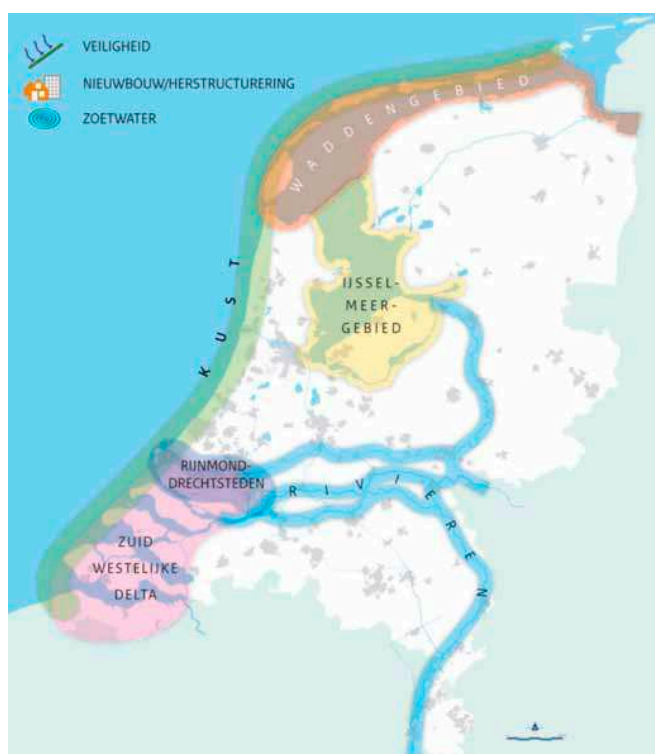 VEILIGHEID
NIEUWBOUW/HERSTRUCTURERING
ZOETWATER
WADDENGEBIED
KUST
IJSSEL-
MEER-
GEBIED
RIJNMOND-
DRECHTSTEDEN
RIVIEREN
ZUID
WESTELIJKE
DELTA